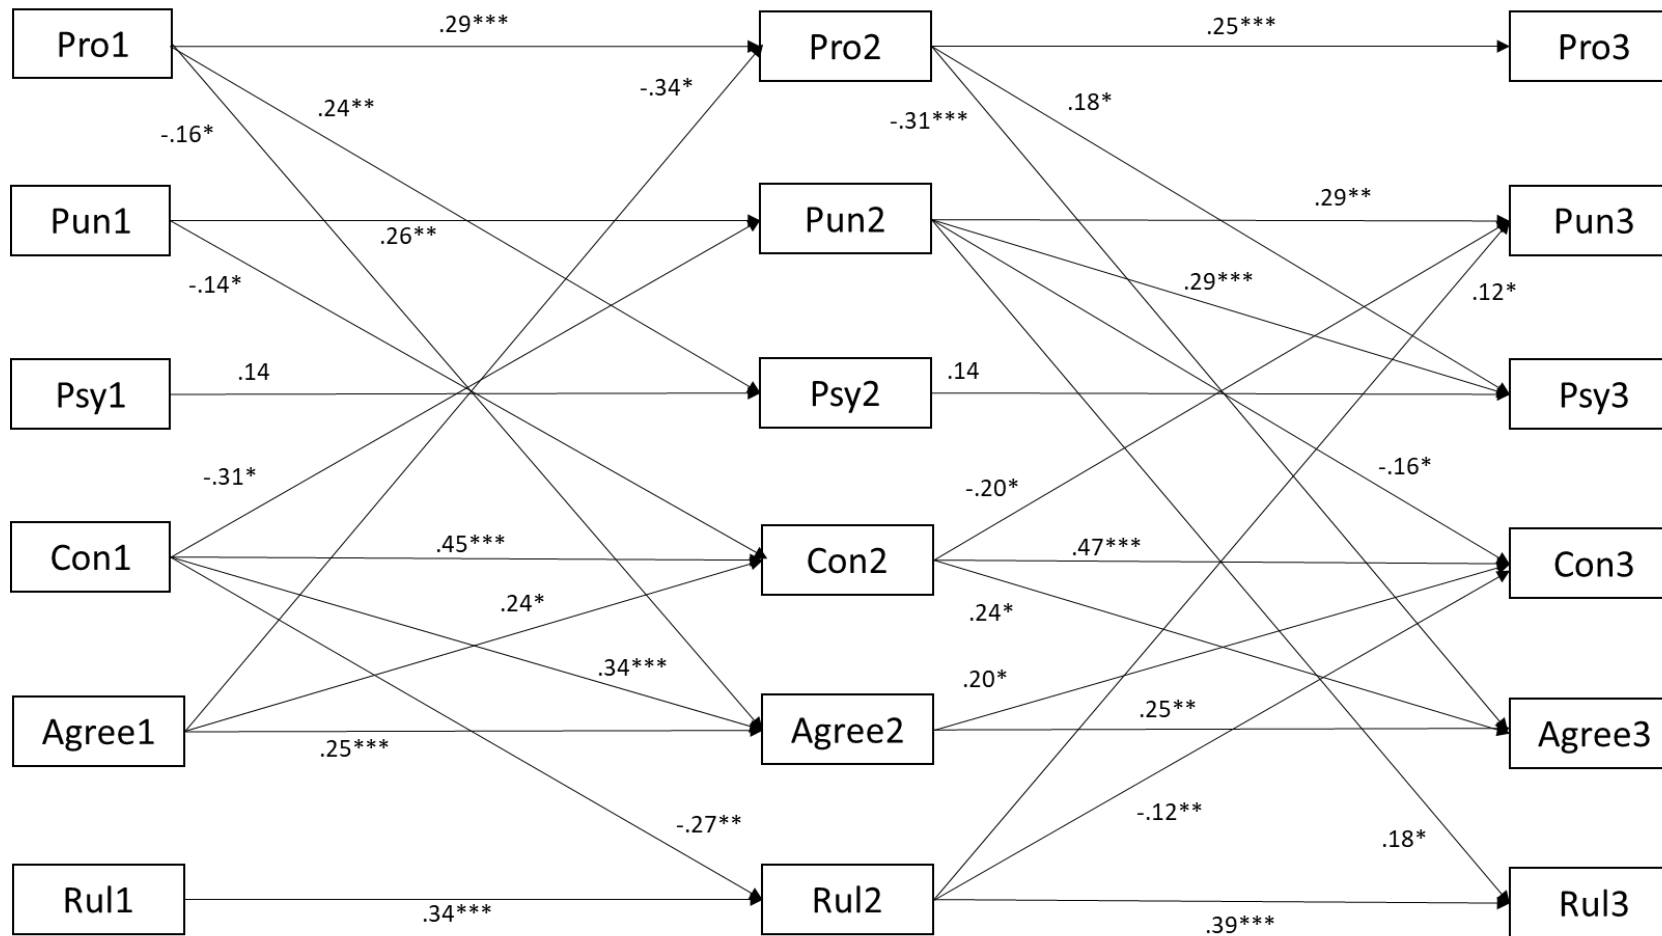 .29***
.25***
Pro1
Pro2
Pro3
-.34*
.24**
.18*
-.16*
-.31***
.29**
Pun1
Pun2
Pun3
.26**
-.14*
.29***
.12*
.14
.14
Psy1
Psy2
Psy3
-.31*
-.20*
-.16*
.45***
.47***
Con1
Con2
Con3
.24*
.24*
.34***
.20*
.25**
Agree1
Agree2
Agree3
.25***
-.27**
-.12**
.18*
Rul1
Rul2
Rul3
.34***
.39***